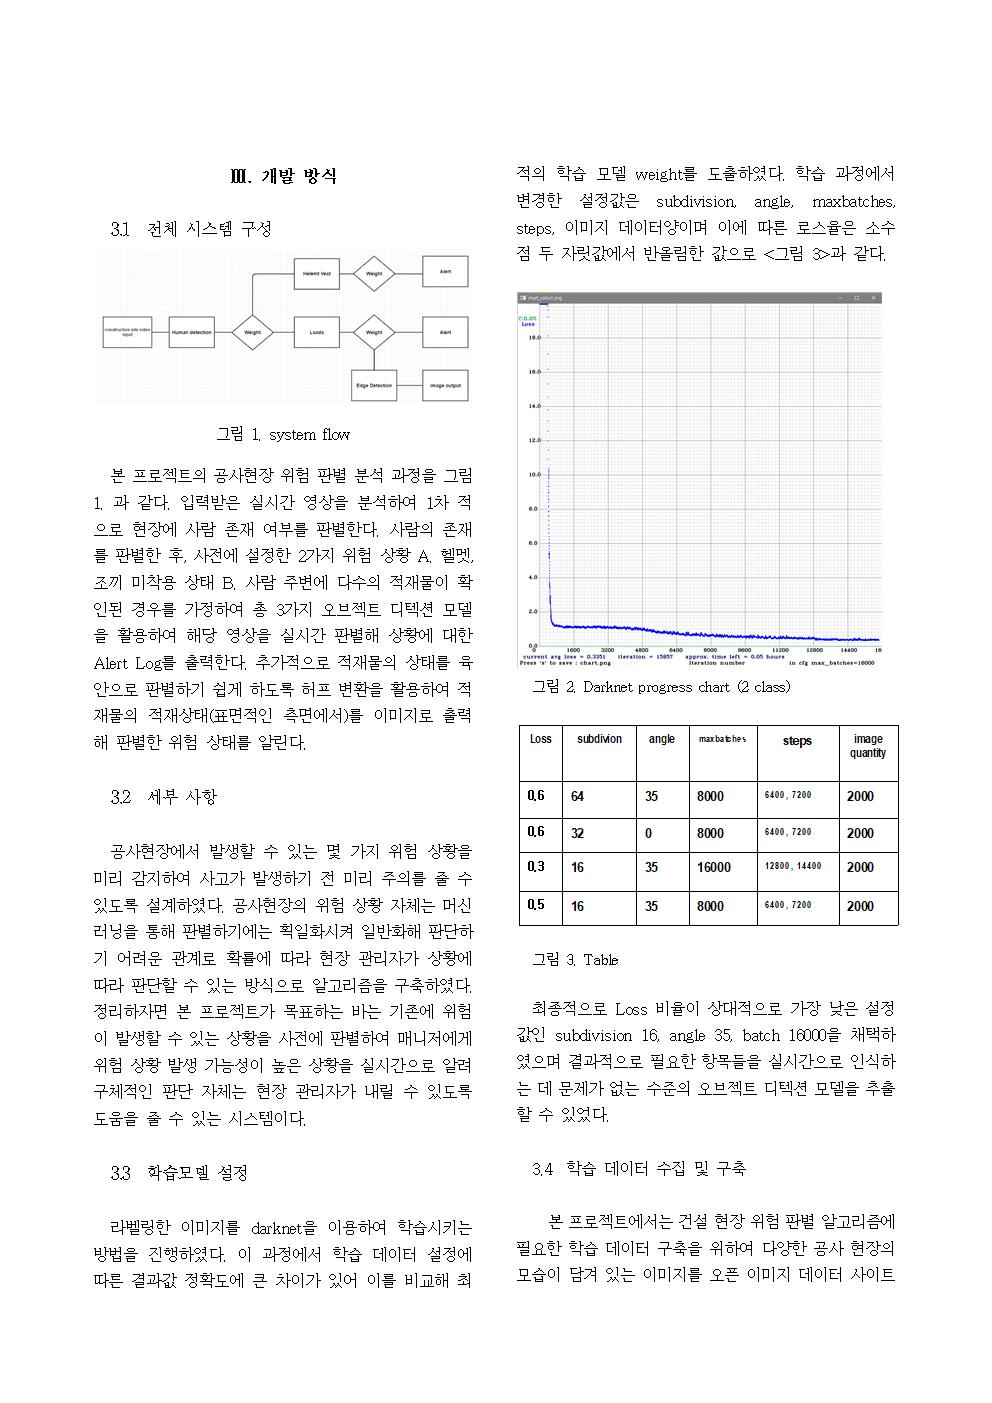 Ⅲ. 개발 방식
3.1 전체 시스템 구성
Helemt Vest
Weight
Alert
construction site video
input
Human detection
Weight
Loads
Weight
Alert
Edge Detection
image output
그림 1. system flow
본 프로젝트의 공사현장 위험 판별 분석 과정을 그림
1. 과 같다. 입력받은 실시간 영상을 분석하여 1차 적
으로 현장에 사람 존재 여부를 판별한다. 사람의 존재
를 판별한 후, 사전에 설정한 2가지 위험 상황 A. 헬멧,
조끼 미착용 상태 B. 사람 주변에 다수의 적재물이 확
인된 경우를 가정하여 총 3가지 오브젝트 디텍션 모델
을 활용하여 해당 영상을 실시간 판별해 상황에 대한
Alert Log를 출력한다. 추가적으로 적재물의 상태를 육
안으로 판별하기 쉽게 하도록 허프 변환을 활용하여 적
재물의 적재상태(표면적인 측면에서)를 이미지로 출력
해 판별한 위험 상태를 알린다.
3.2 세부 사항
공사현장에서 발생할 수 있는 몇 가지 위험 상황을
미리 감지하여 사고가 발생하기 전 미리 주의를 줄 수
있도록 설계하였다. 공사현장의 위험 상황 자체는 머신
러닝을 통해 판별하기에는 획일화시켜 일반화해 판단하
기 어려운 관계로 확률에 따라 현장 관리자가 상황에
따라 판단할 수 있는 방식으로 알고리즘을 구축하였다.
정리하자면 본 프로젝트가 목표하는 바는 기존에 위험
이 발생할 수 있는 상황을 사전에 판별하여 매니저에게
위험 상황 발생 가능성이 높은 상황을 실시간으로 알려
구체적인 판단 자체는 현장 관리자가 내릴 수 있도록
도움을 줄 수 있는 시스템이다.
3.3 학습모델 설정
라벨링한 이미지를 darknet을 이용하여 학습시키는
방법을 진행하였다. 이 과정에서 학습 데이터 설정에
따른 결과값 정확도에 큰 차이가 있어 이를 비교해 최
적의 학습 모델 weight를 도출하였다. 학습 과정에서
변경한 설정값은 subdivision, angle, maxbatches,
steps, 이미지 데이터양이며 이에 따른 로스율은 소수
점 두 자릿값에서 반올림한 값으로 <그림 3>과 같다.
Loss
18.0
16.0
14.0
12.0
10.0
8.0
6.0
4.0
2.0
0.0
1600 3200 4800 6400 8000 9600 11200 12800 14400 16
current avg loss = 0.3351 iteration = 15857 approx. time left = 0.05 hours
Press 's' to save : chart.png Iteration number in cfg max_batches=16000
그림 2. Darknet progress chart (2 class)
Loss subdivion angle maxbatches steps image
quantity
0.6 64 35 8000 6400, 7200 2000
0.6 32 0 8000 6400, 7200 2000
0.3 16 35 16000 12800, 14400 2000
0.5 16 35 8000 6400, 7200 2000
그림 3. Table
최종적으로 Loss 비율이 상대적으로 가장 낮은 설정
값인 subdivision 16, angle 35, batch 16000을 채택하
였으며 결과적으로 필요한 항목들을 실시간으로 인식하
는 데 문제가 없는 수준의 오브젝트 디텍션 모델을 추출
할 수 있었다.
3.4 학습 데이터 수집 및 구축
본 프로젝트에서는 건설 현장 위험 판별 알고리즘에
필요한 학습 데이터 구축을 위하여 다양한 공사 현장의
모습이 담겨 있는 이미지를 오픈 이미지 데이터 사이트